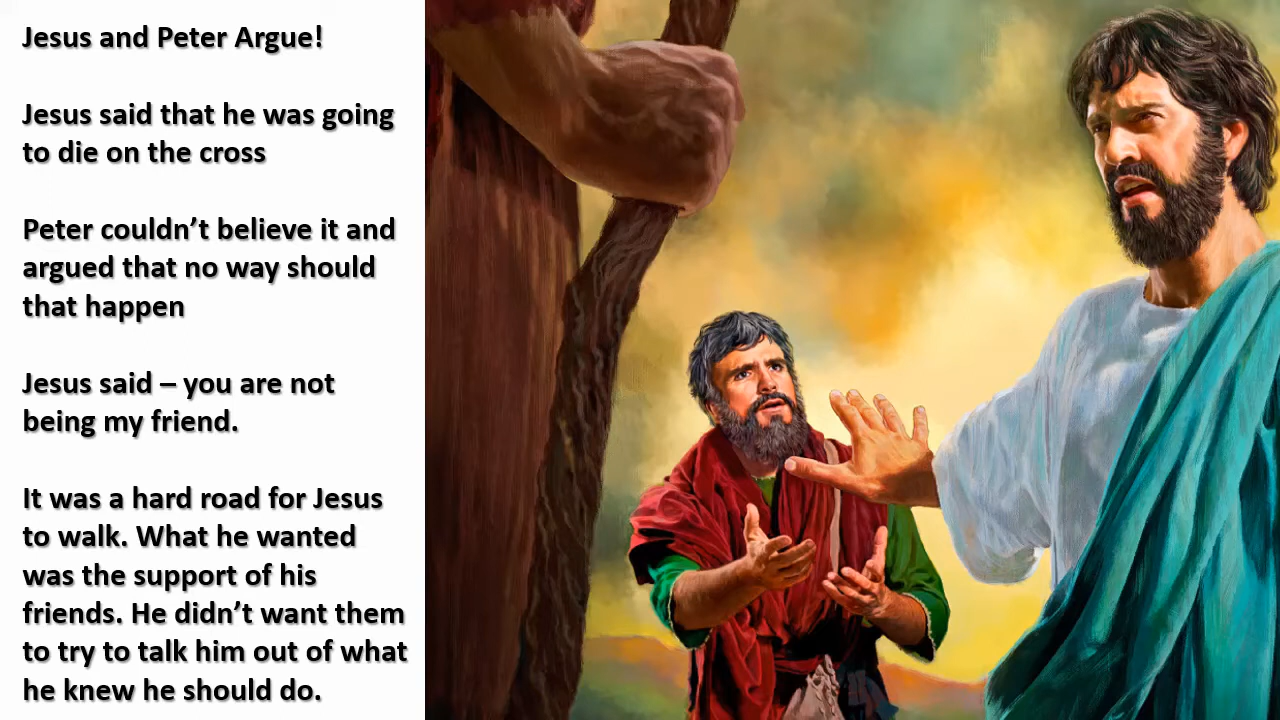 Jesus and Peter Argue!
Jesus said that he was going
to die on the cross
Peter couldn’t believe it and
argued that no way should
that happen
Jesus said – you are not
being my friend.
It was a hard road for Jesus
to walk. What he wanted
was the support of his
friends. He didn’t want them
to try to talk him out of what
he knew he should do.